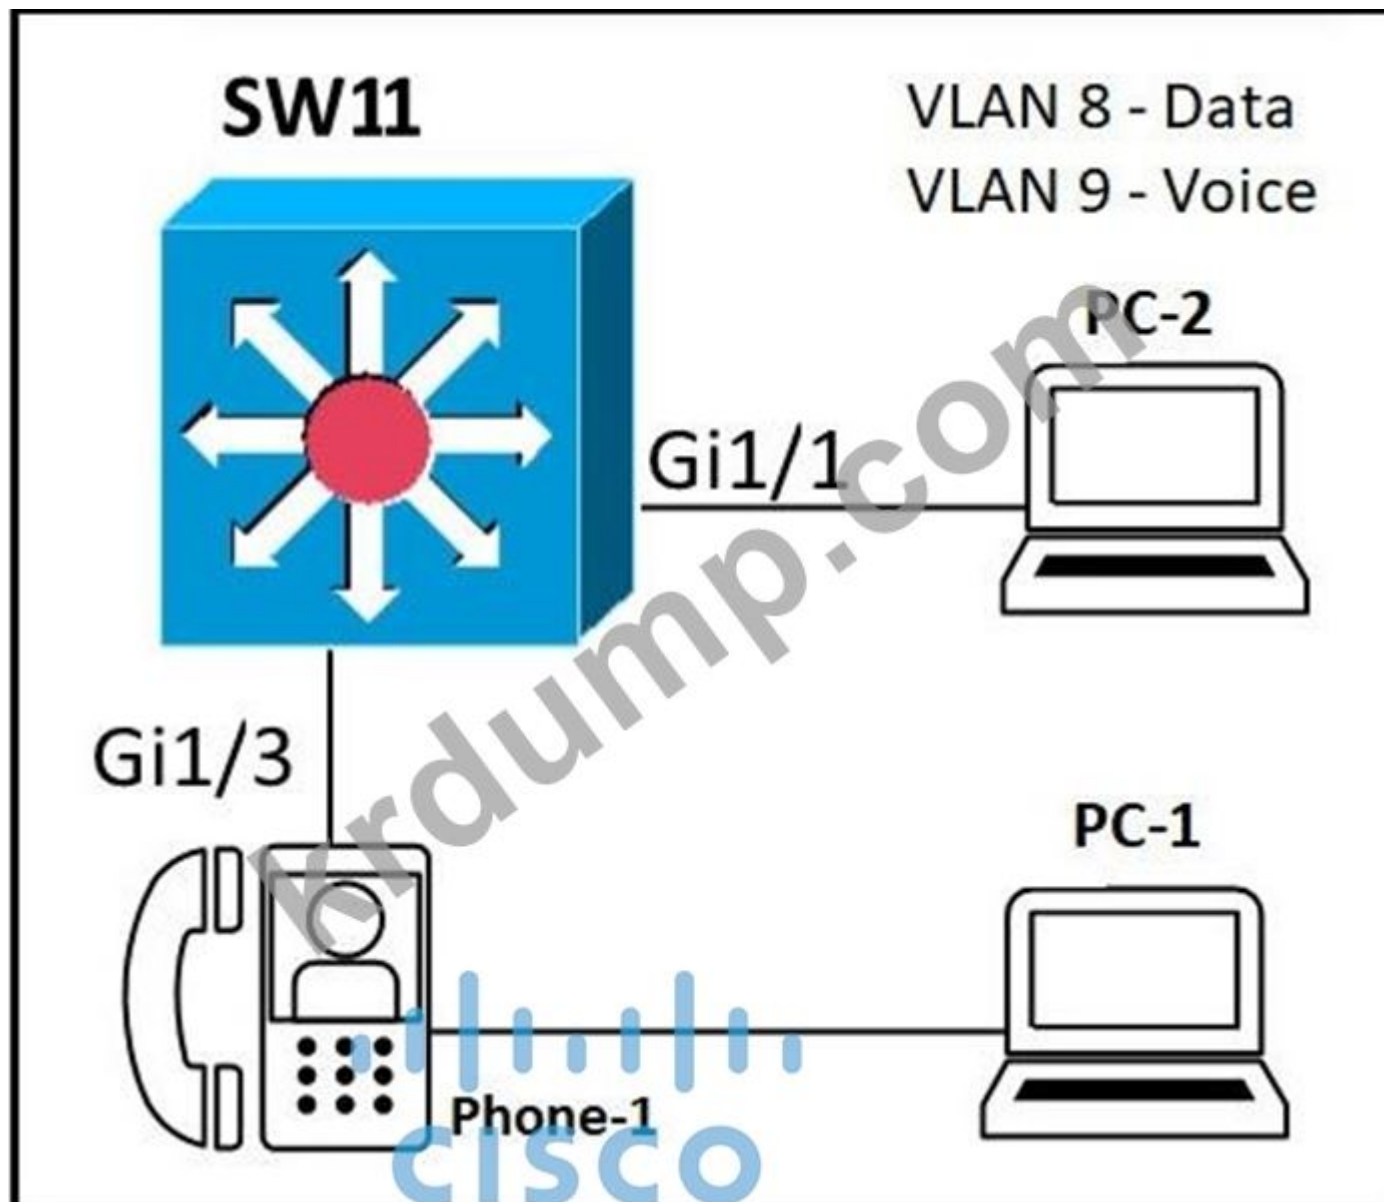 SW11
VLAN 8 - Data
VLAN 9 - Voice
PC-2
Gi1/1
Gi1/3
PC-1
Phone-1
krdump.com
CISCO